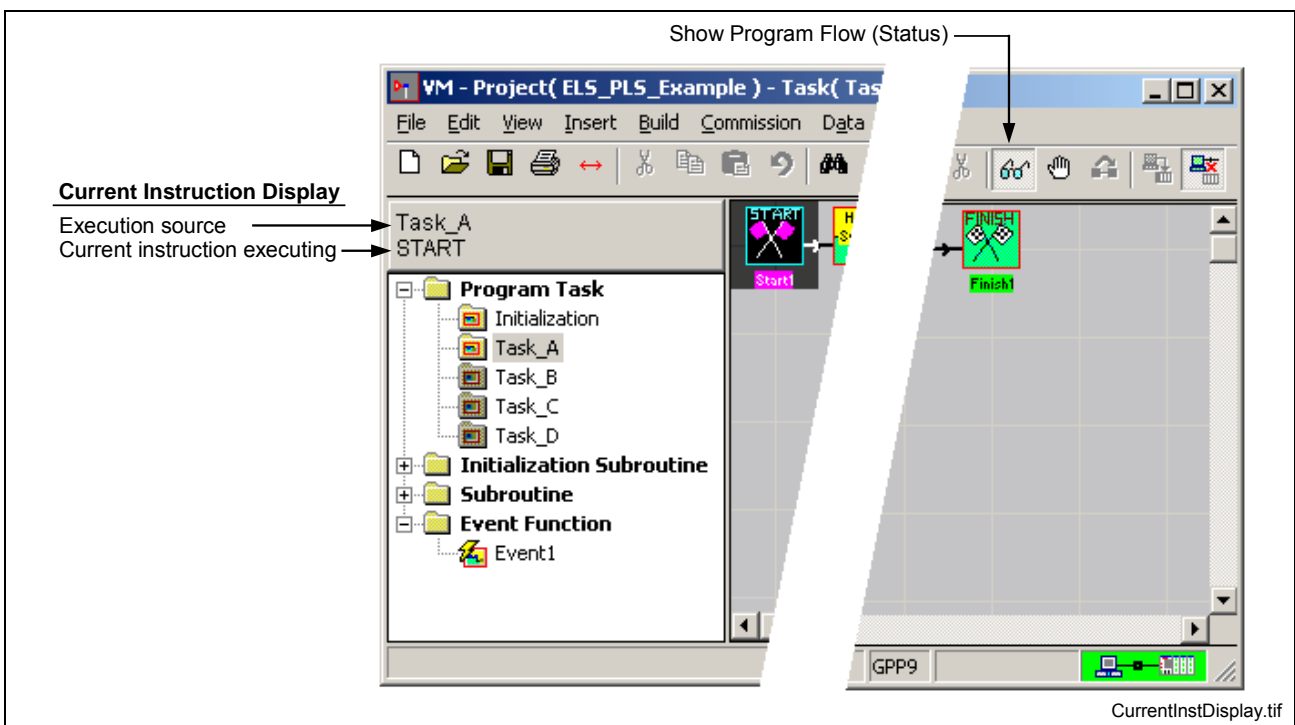 Show Program Flow (Status)
VM - Project( ELS_PLS_Example ) - Task( Tas
File Edit View Insert Build Commission Data
Current Instruction Display
Execution source
Current instruction executing
Task_A
START
START
Start1
FINISH
Finish1
Program Task
Initialization
Task_A
Task_B
Task_C
Task_D
Initialization Subroutine
Subroutine
Event Function
Event1
GPP9
CurrentInstDisplay.tif